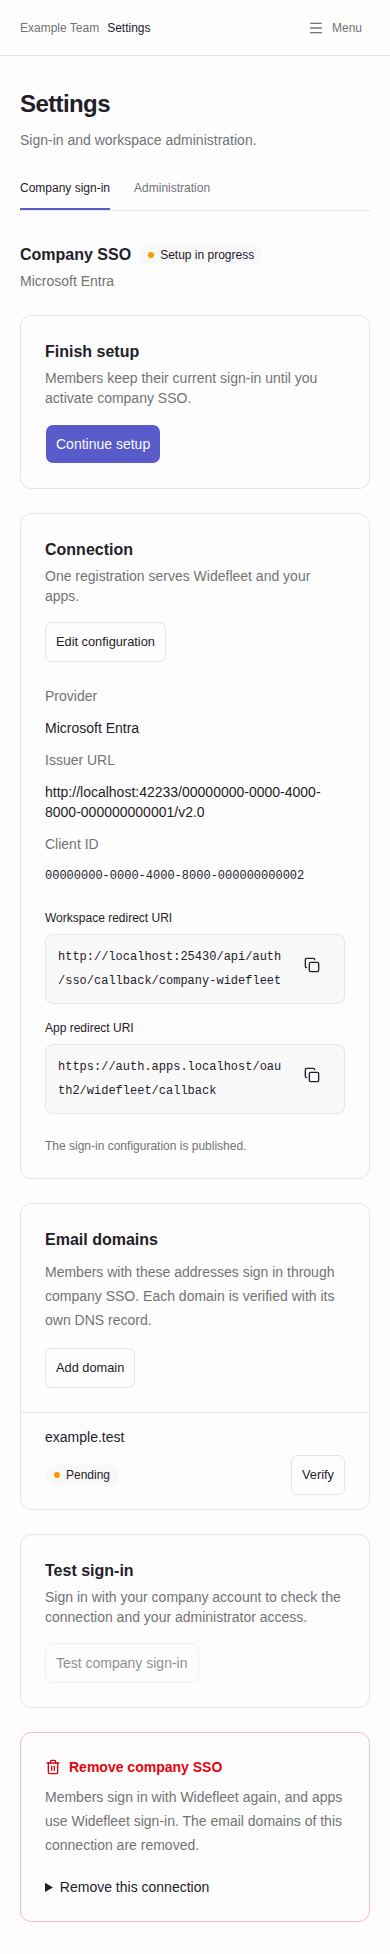 Example Team Settings
Menu
Settings
Sign-in and workspace administration.
Company sign-in
Administration
Company SSO
Setup in progress
Microsoft Entra
Finish setup
Members keep their current sign-in until you
activate company SSO.
Continue setup
Connection
One registration serves Widefleet and your
apps.
Edit configuration
Provider
Microsoft Entra
Issuer URL
http://localhost:42233/00000000-0000-4000-
8000-000000000001/v2.0
Client ID
00000000-0000-4000-8000-000000000002
Workspace redirect URI
http://localhost:25430/api/auth
/sso/callback/company-widefleet
App redirect URI
https://auth.apps.localhost/oau
th2/widefleet/callback
The sign-in configuration is published.
Email domains
Members with these addresses sign in through
company SSO. Each domain is verified with its
own DNS record.
Add domain
example.test
Pending
Verify
Test sign-in
Sign in with your company account to check the
connection and your administrator access.
Test company sign-in
Remove company SSO
Members sign in with Widefleet again, and apps
use Widefleet sign-in. The email domains of this
connection are removed.
Remove this connection